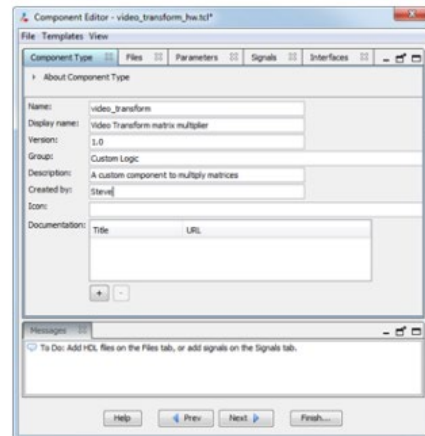 Component Editor - video_transform_hw.tcl*
File Templates View
Component Type Files Parameters Signals Interfaces
About Component Type
Name: video_transform
Display name: Video Transform matrix multiplier
Version: 1.0
Group: Custom Logic
Description: A custom component to multiply matrices
Created by: Steve
Icon:
Documentation: Title URL
+ -
Messages
To Do: Add HDL files on the Files tab, or add signals on the Signals tab.
Help Prev Next Finish...